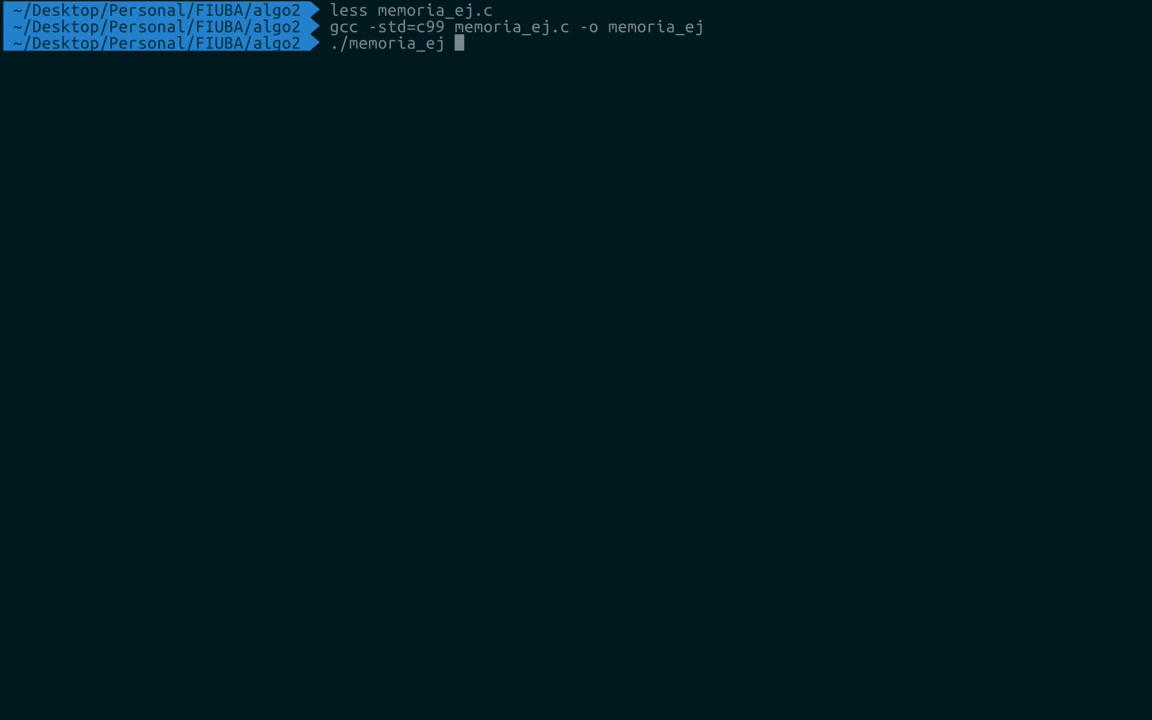 ~/Desktop/Personal/FIUBA/algo2 less memoria_ej.c
~/Desktop/Personal/FIUBA/algo2 gcc -std=c99 memoria_ej.c -o memoria_ej
~/Desktop/Personal/FIUBA/algo2 ./memoria_ej